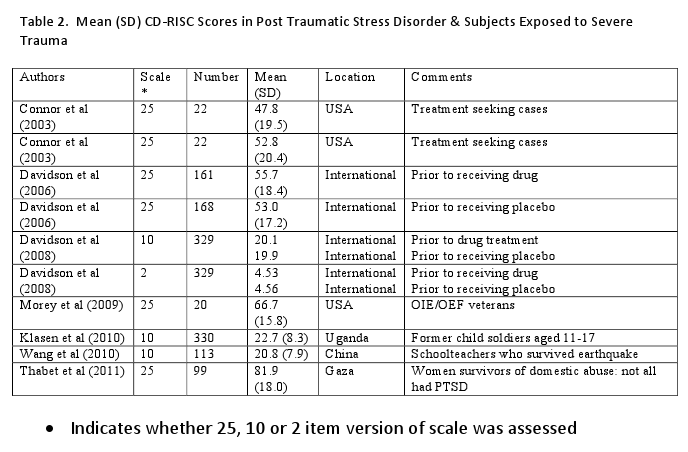 Table 2. Mean (SD) CD-RISC Scores in Post Traumatic Stress Disorder & Subjects Exposed to Severe
Trauma
Authors Scale * Number Mean (SD) Location Comments
Connor et al (2003) 25 22 47.8 (19.5) USA Treatment seeking cases
Connor et al (2003) 25 22 52.8 (20.4) USA Treatment seeking cases
Davidson et al (2006) 25 161 55.7 (18.4) International Prior to receiving drug
Davidson et al (2006) 25 168 53.0 (17.2) International Prior to receiving placebo
Davidson et al (2008) 10 329 20.1 International Prior to drug treatment
19.9 International Prior to receiving placebo
Davidson et al (2008) 2 329 4.53 International Prior to receiving drug
4.56 International Prior to receiving placebo
Morey et al (2009) 25 20 66.7 (15.8) USA OIE/OEF veterans
Klasen et al (2010) 10 330 22.7 (8.3) Uganda Former child soldiers aged 11-17
Wang et al (2010) 10 113 20.8 (7.9) China Schoolteachers who survived earthquake
Thabet et al (2011) 25 99 81.9 (18.0) Gaza Women survivors of domestic abuse: not all had PTSD
• Indicates whether 25, 10 or 2 item version of scale was assessed